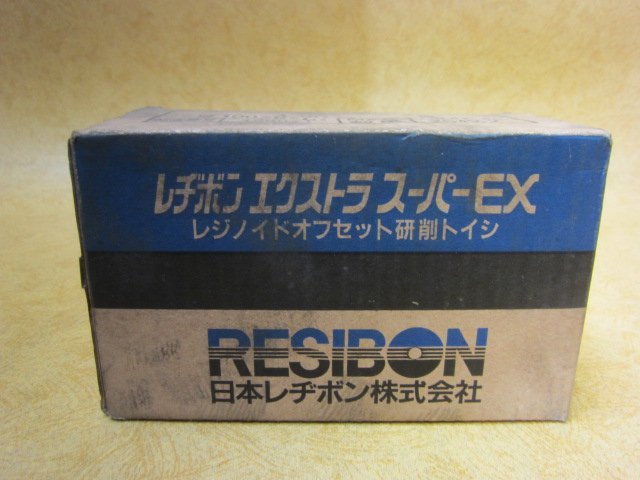 レヂボン エクストラ スーパーEX
レジノイドオフセット研削トイシ
RESIBON
日本レヂボン株式会社